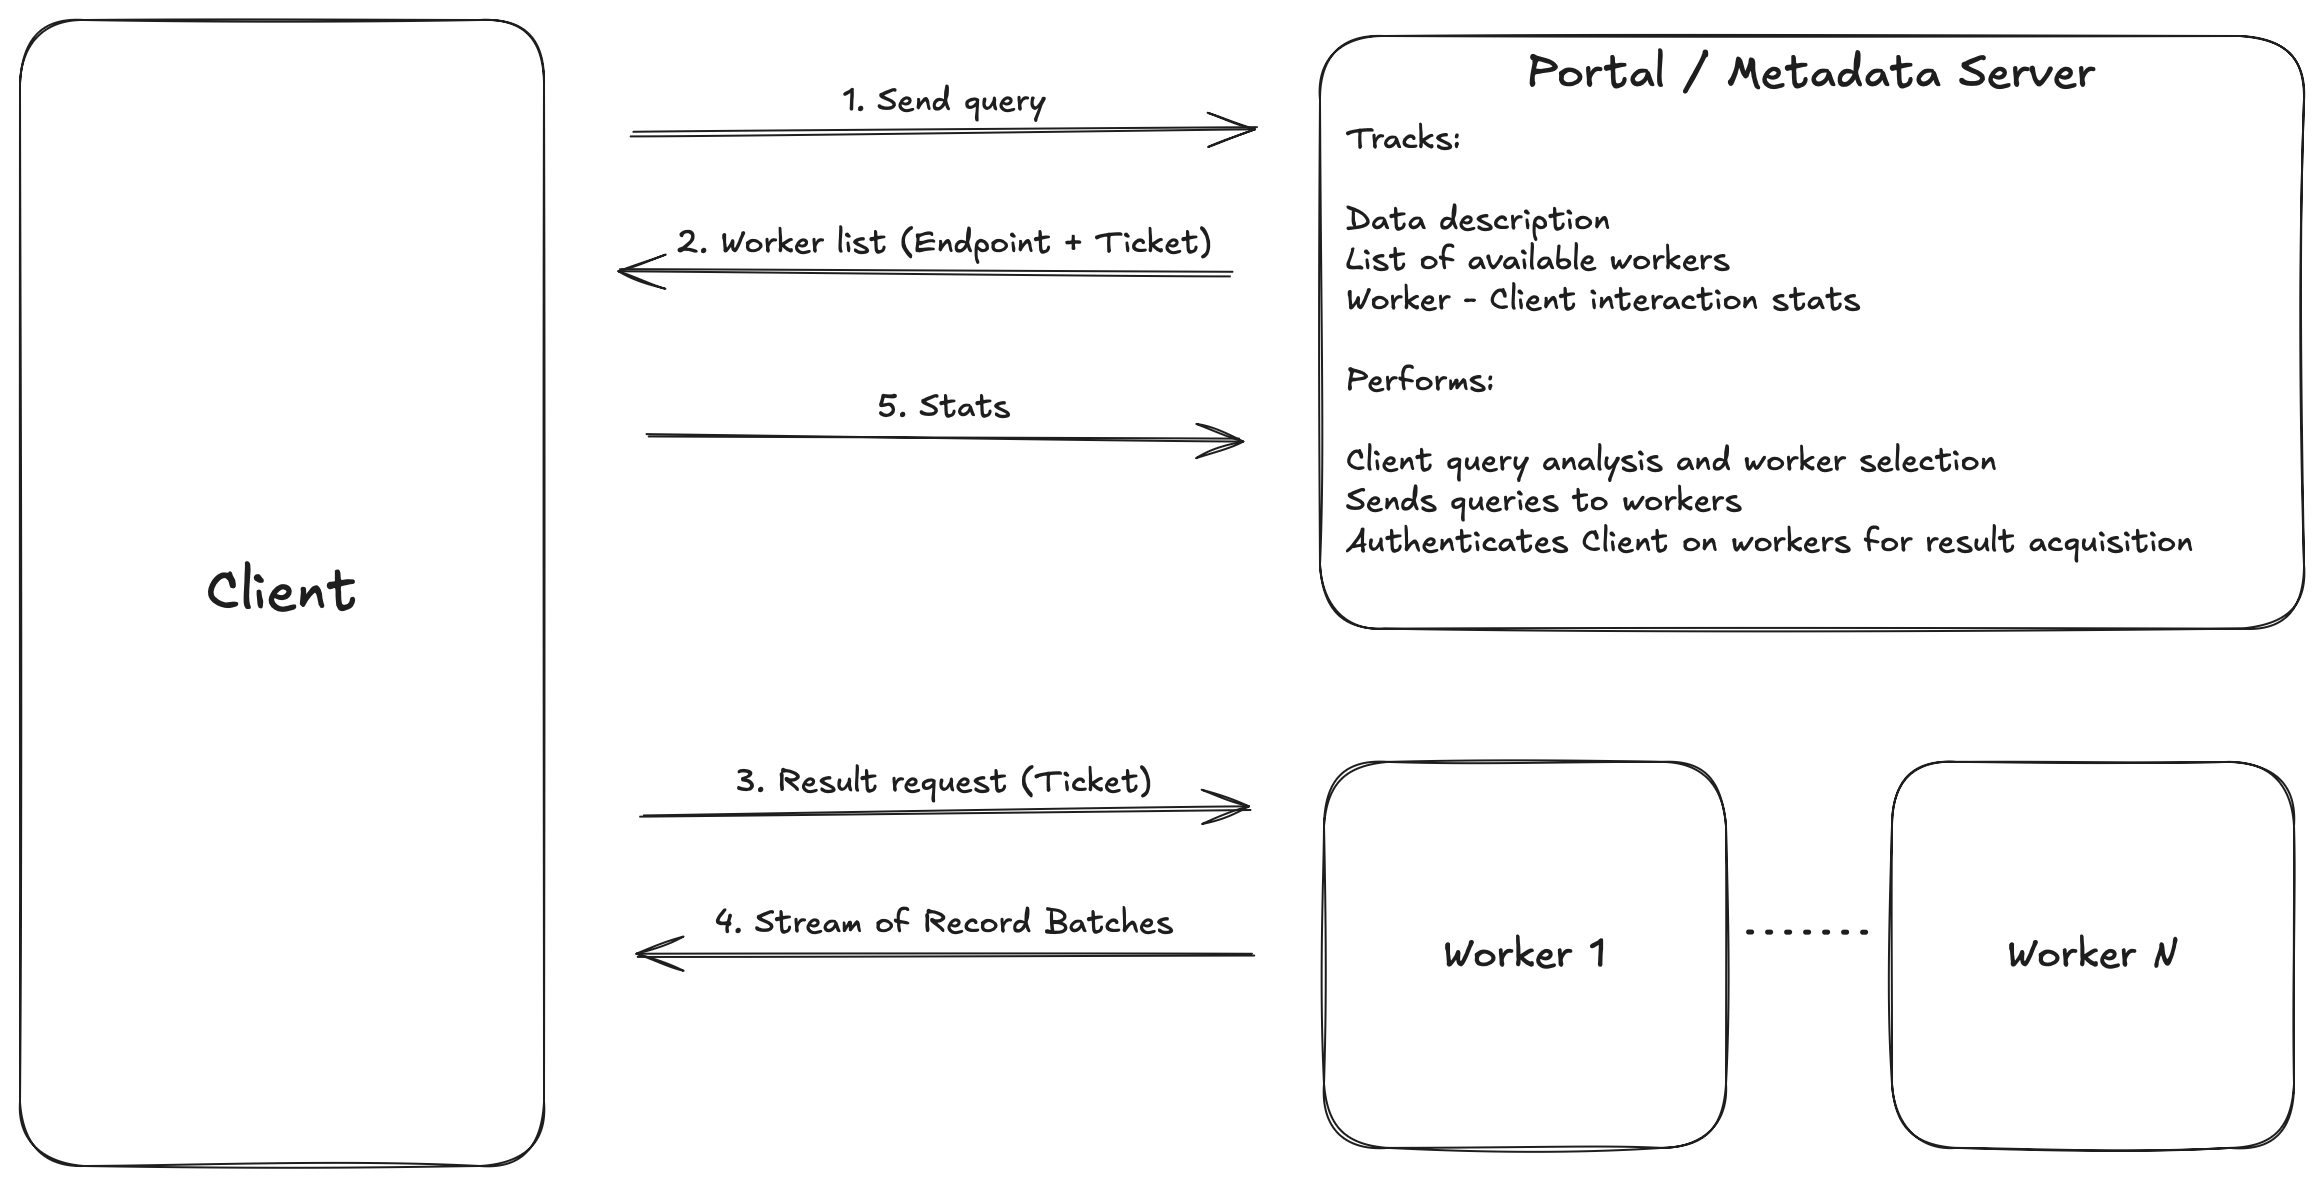 Portal / Metadata Server
1. Send query
Tracks:
Data description
2. Worker list (Endpoint + Ticket)
List of available workers
Worker - Client interaction stats
Performs:
5. Stats
Client query analysis and worker selection
Sends queries to workers
Authenticates Client on workers for result acquisition
Client
3. Result request (Ticket)
4. Stream of Record Batches
Worker 1
Worker N